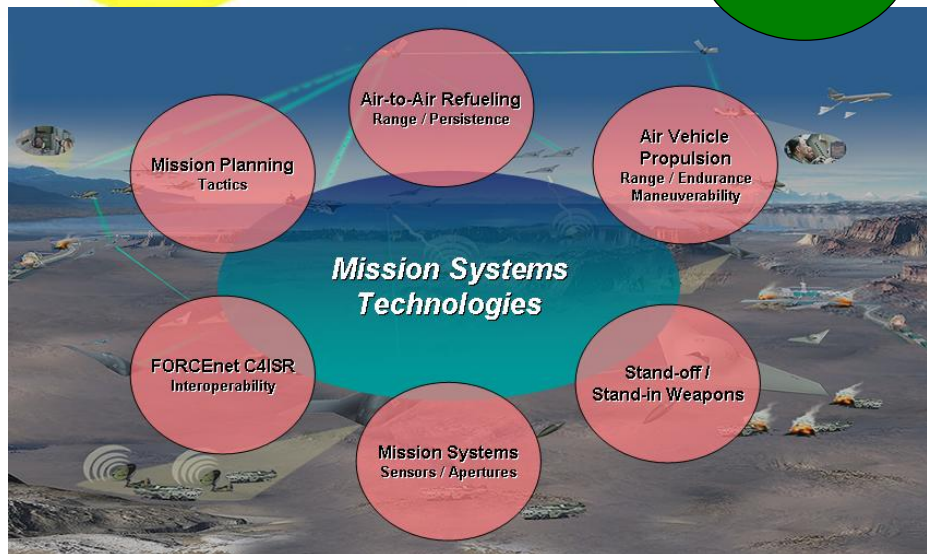 Air-to-Air Refueling
Range / Persistence
Mission Planning
Tactics
Air Vehicle
Propulsion
Range / Endurance
Maneuverability
Mission Systems
Technologies
FORCEnet C4ISR
Interoperability
Stand-off /
Stand-in Weapons
Mission Systems
Sensors / Apertures